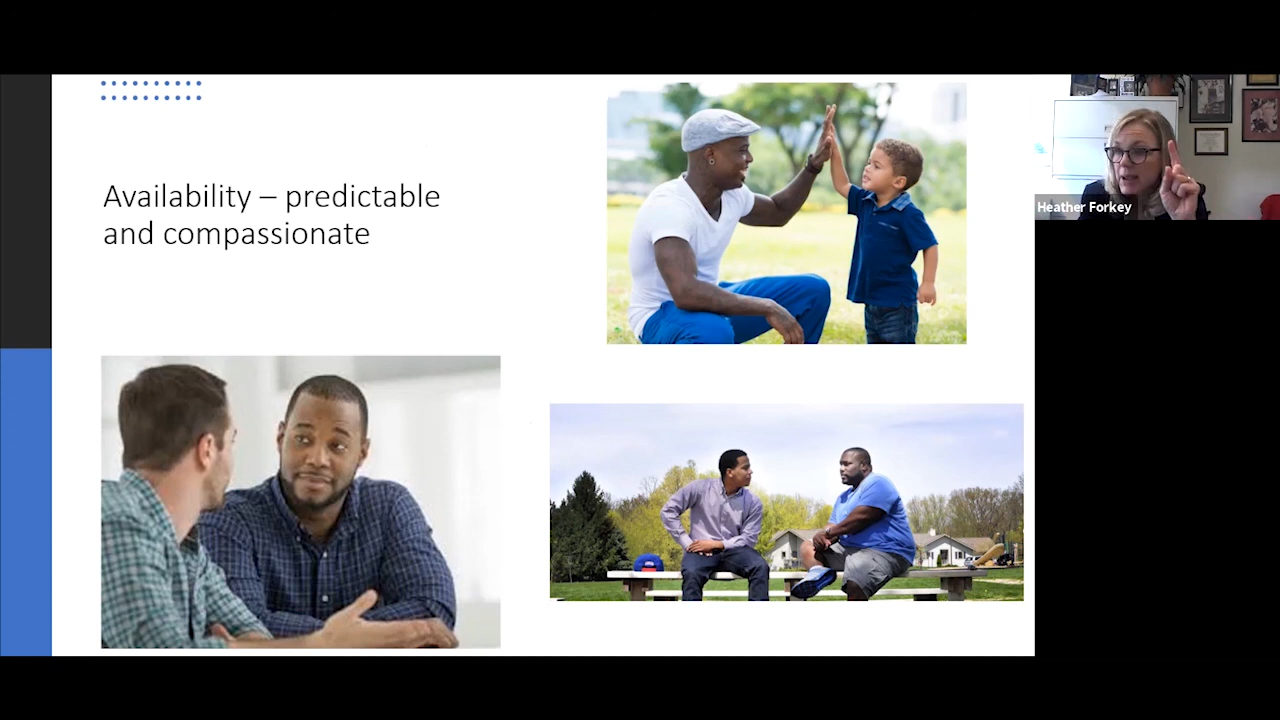 Availability – predictable
and compassionate
Heather Forkey